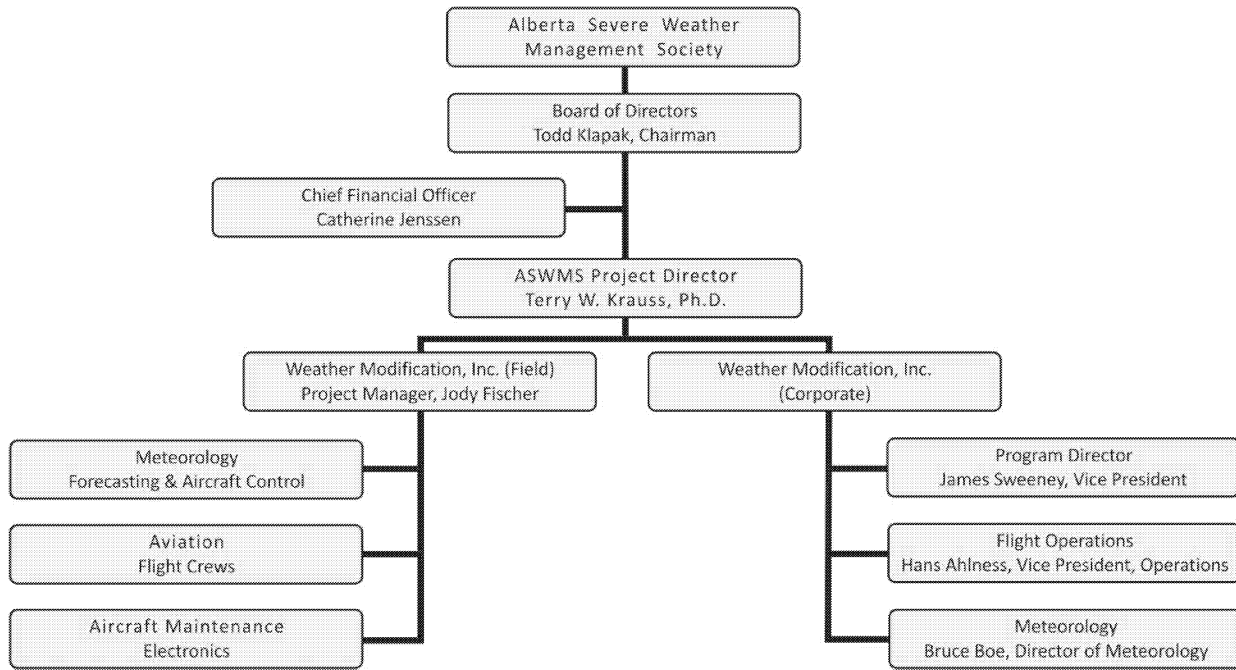 Alberta Severe Weather
Management Society
Board of Directors
Todd Klapak, Chairman
Chief Financial Officer
Catherine Jenssen
ASWMS Project Director
Terry W. Krauss, Ph.D.
Weather Modification, Inc. (Field)
Project Manager, Jody Fischer
Weather Modification, Inc.
(Corporate)
Meteorology
Forecasting & Aircraft Control
Aviation
Flight Crews
Aircraft Maintenance
Electronics
Program Director
James Sweeney, Vice President
Flight Operations
Hans Ahlness, Vice President, Operations
Meteorology
Bruce Boe, Director of Meteorology